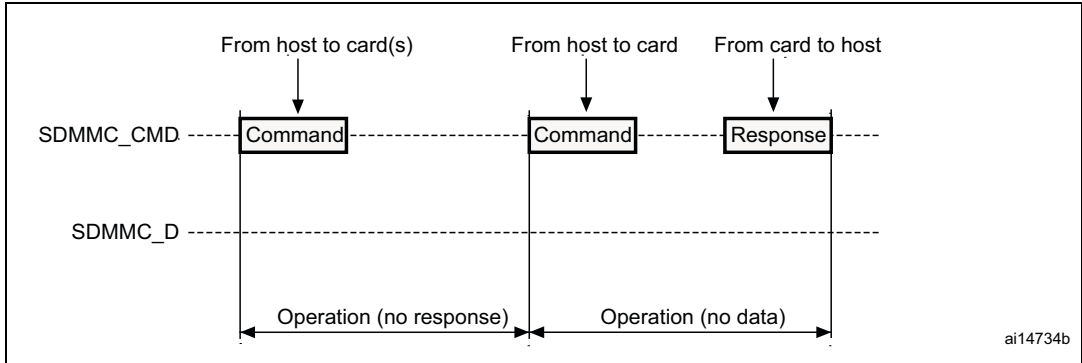 From host to card(s) From host to card From card to host
SDMMC_CMD Command Command Response
SDMMC_D
Operation (no response) Operation (no data)
ai14734b